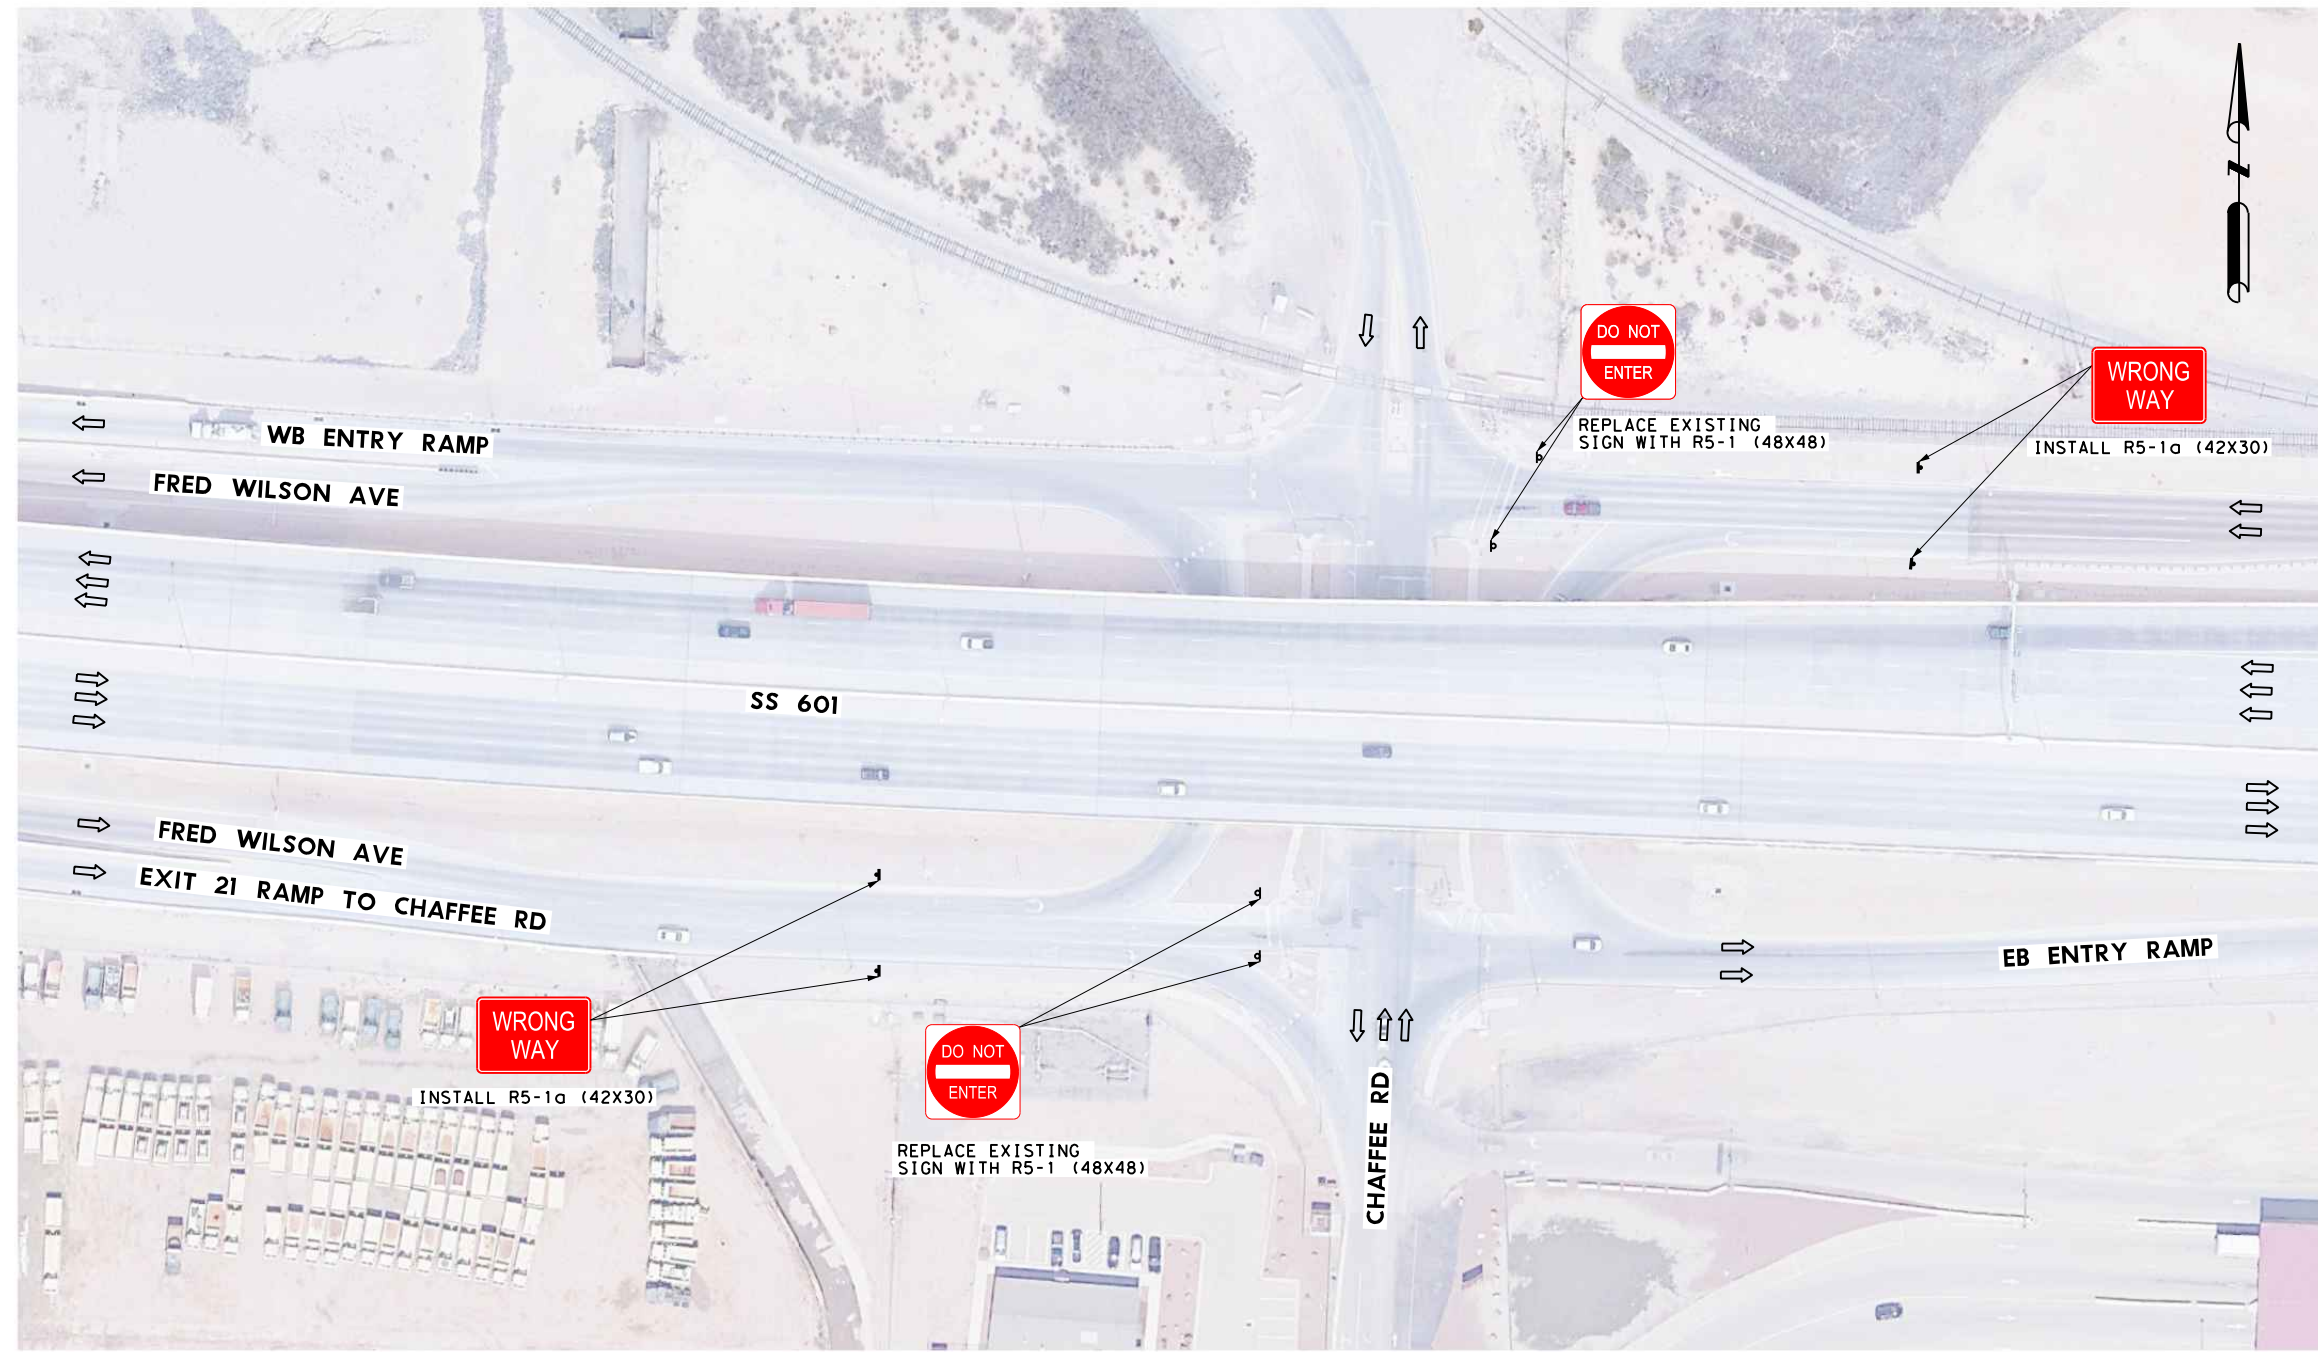 DO NOT
ENTER
REPLACE EXISTING
SIGN WITH R5-1 (48X48)
WRONG
WAY
INSTALL R5-1a (42X30)
N
WB ENTRY RAMP
FRED WILSON AVE
SS 601
FRED WILSON AVE
EXIT 21 RAMP TO CHAFFEE RD
EB ENTRY RAMP
WRONG
WAY
INSTALL R5-1a (42X30)
DO NOT
ENTER
REPLACE EXISTING
SIGN WITH R5-1 (48X48)
CHAFFEE RD